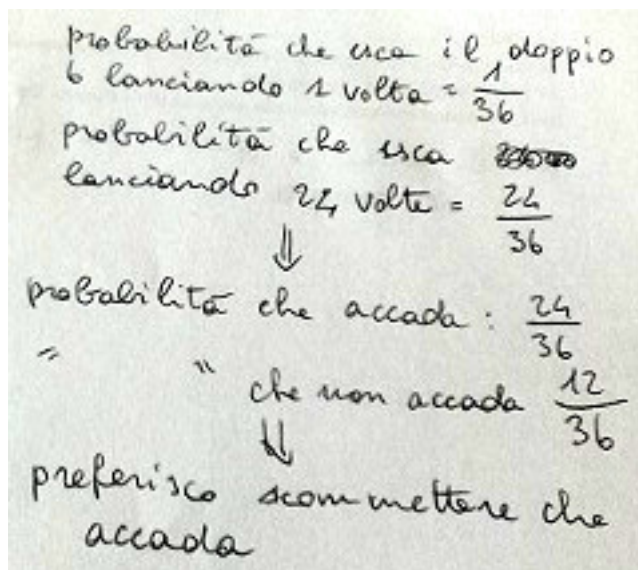 probabilità che esca il doppio
6 lanciando 1 volta = 1/36
probabilità che esca
lanciando 24 volte = 24/36
⇓
probabilità che accada : 24/36
" " che non accada 12/36
⇓
preferisco scommettere che
accada